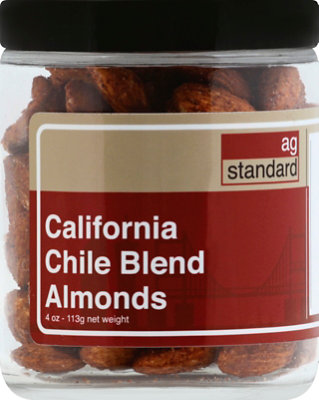 ag
standard
California
Chile Blend
Almonds
4 oz - 113g net weight